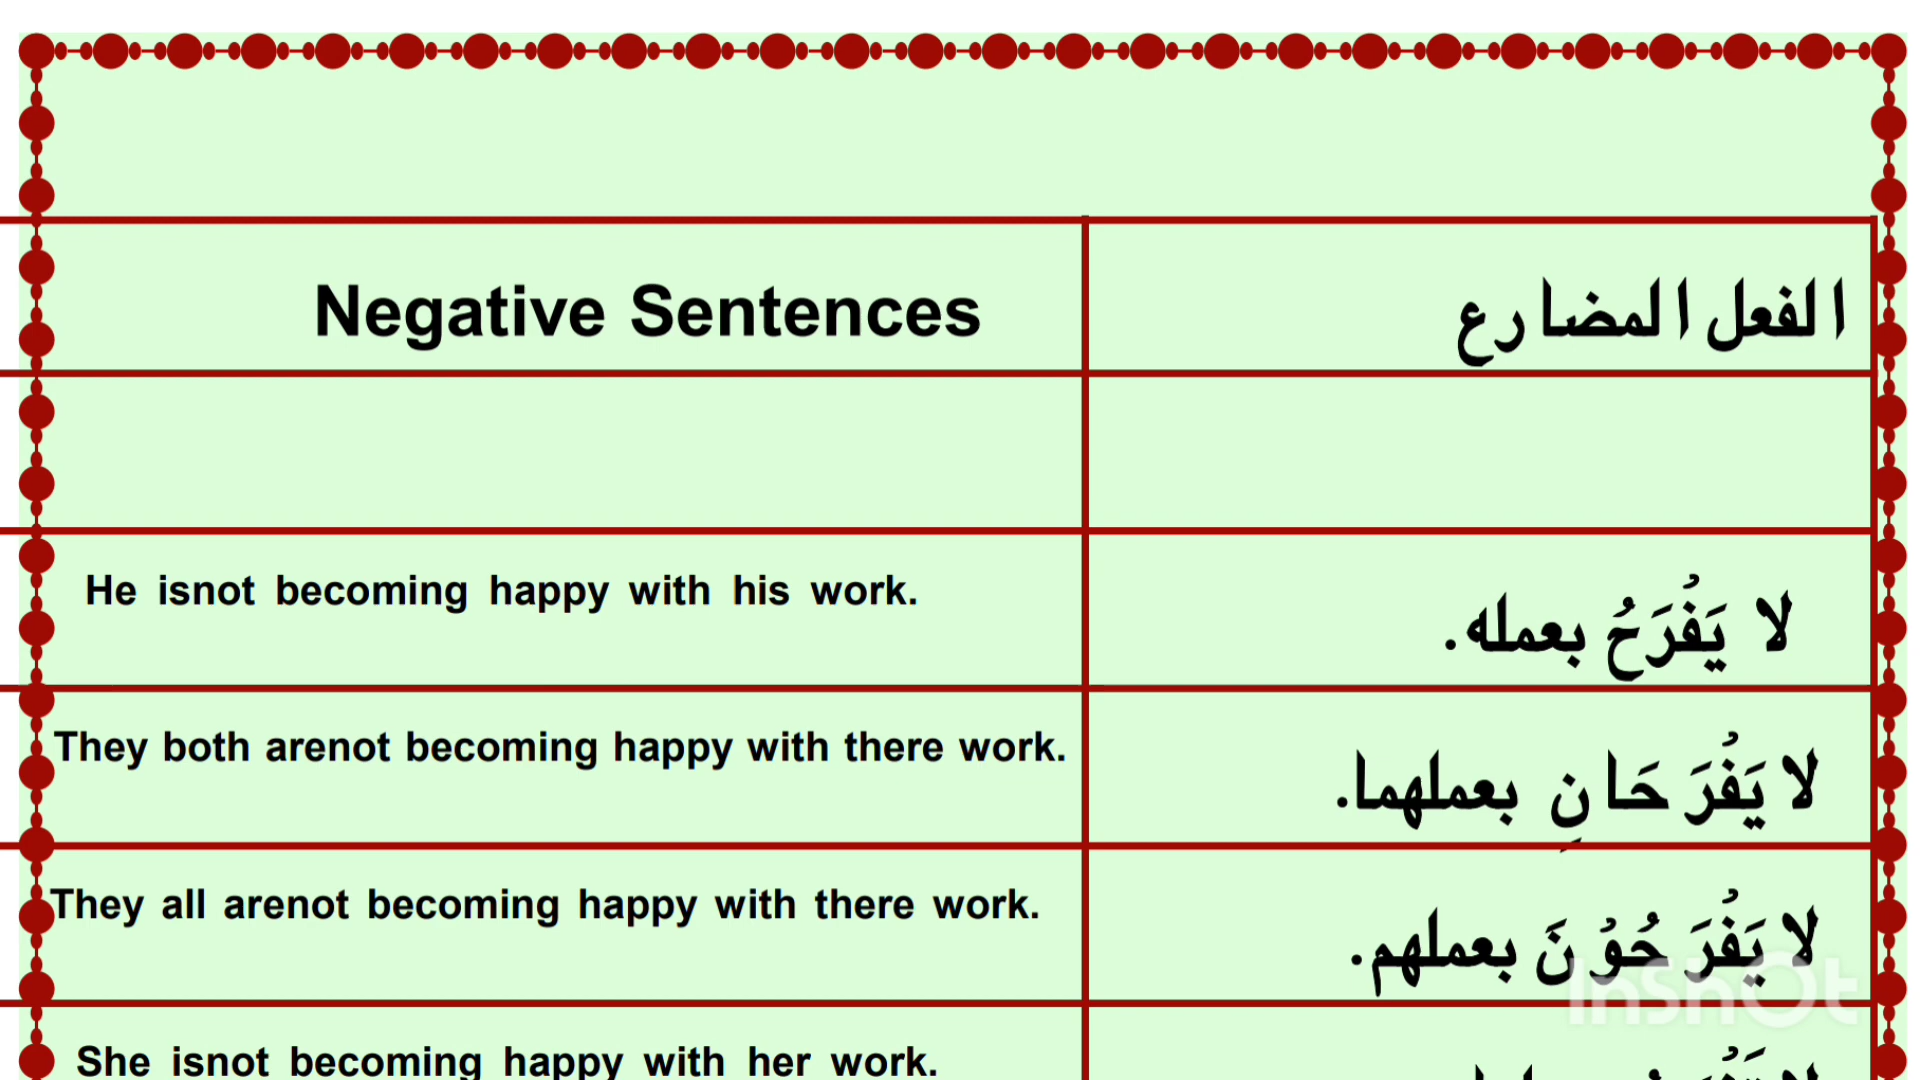 Negative Sentences
الفعل المضارع
He isnot becoming happy with his work.
لا يَفْرَحُ بعمله.
They both arenot becoming happy with there work.
لا يَفْرَحَانِ بعملهما.
They all arenot becoming happy with there work.
لا يَفْرَحُوْنَ بعملهم.
InShOt
She isnot becoming happy with her work.